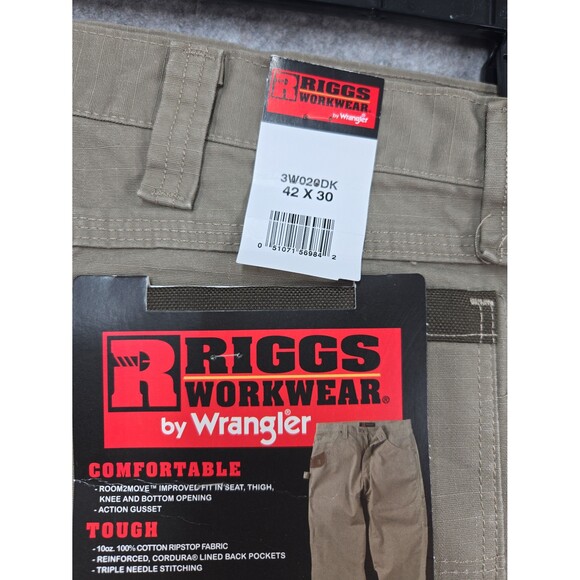 R RIGGS
WORKWEAR®
by Wrangler
3W020DK
42 X 30
0 51071 56984 2
R RIGGS
WORKWEAR®
by Wrangler
COMFORTABLE
- ROOM2MOVE™ IMPROVED FIT IN SEAT, THIGH,
KNEE AND BOTTOM OPENING
- ACTION GUSSET
TOUGH
- 10oz. 100% COTTON RIPSTOP FABRIC
- REINFORCED, CORDURA® LINED BACK POCKETS
- TRIPLE NEEDLE STITCHING